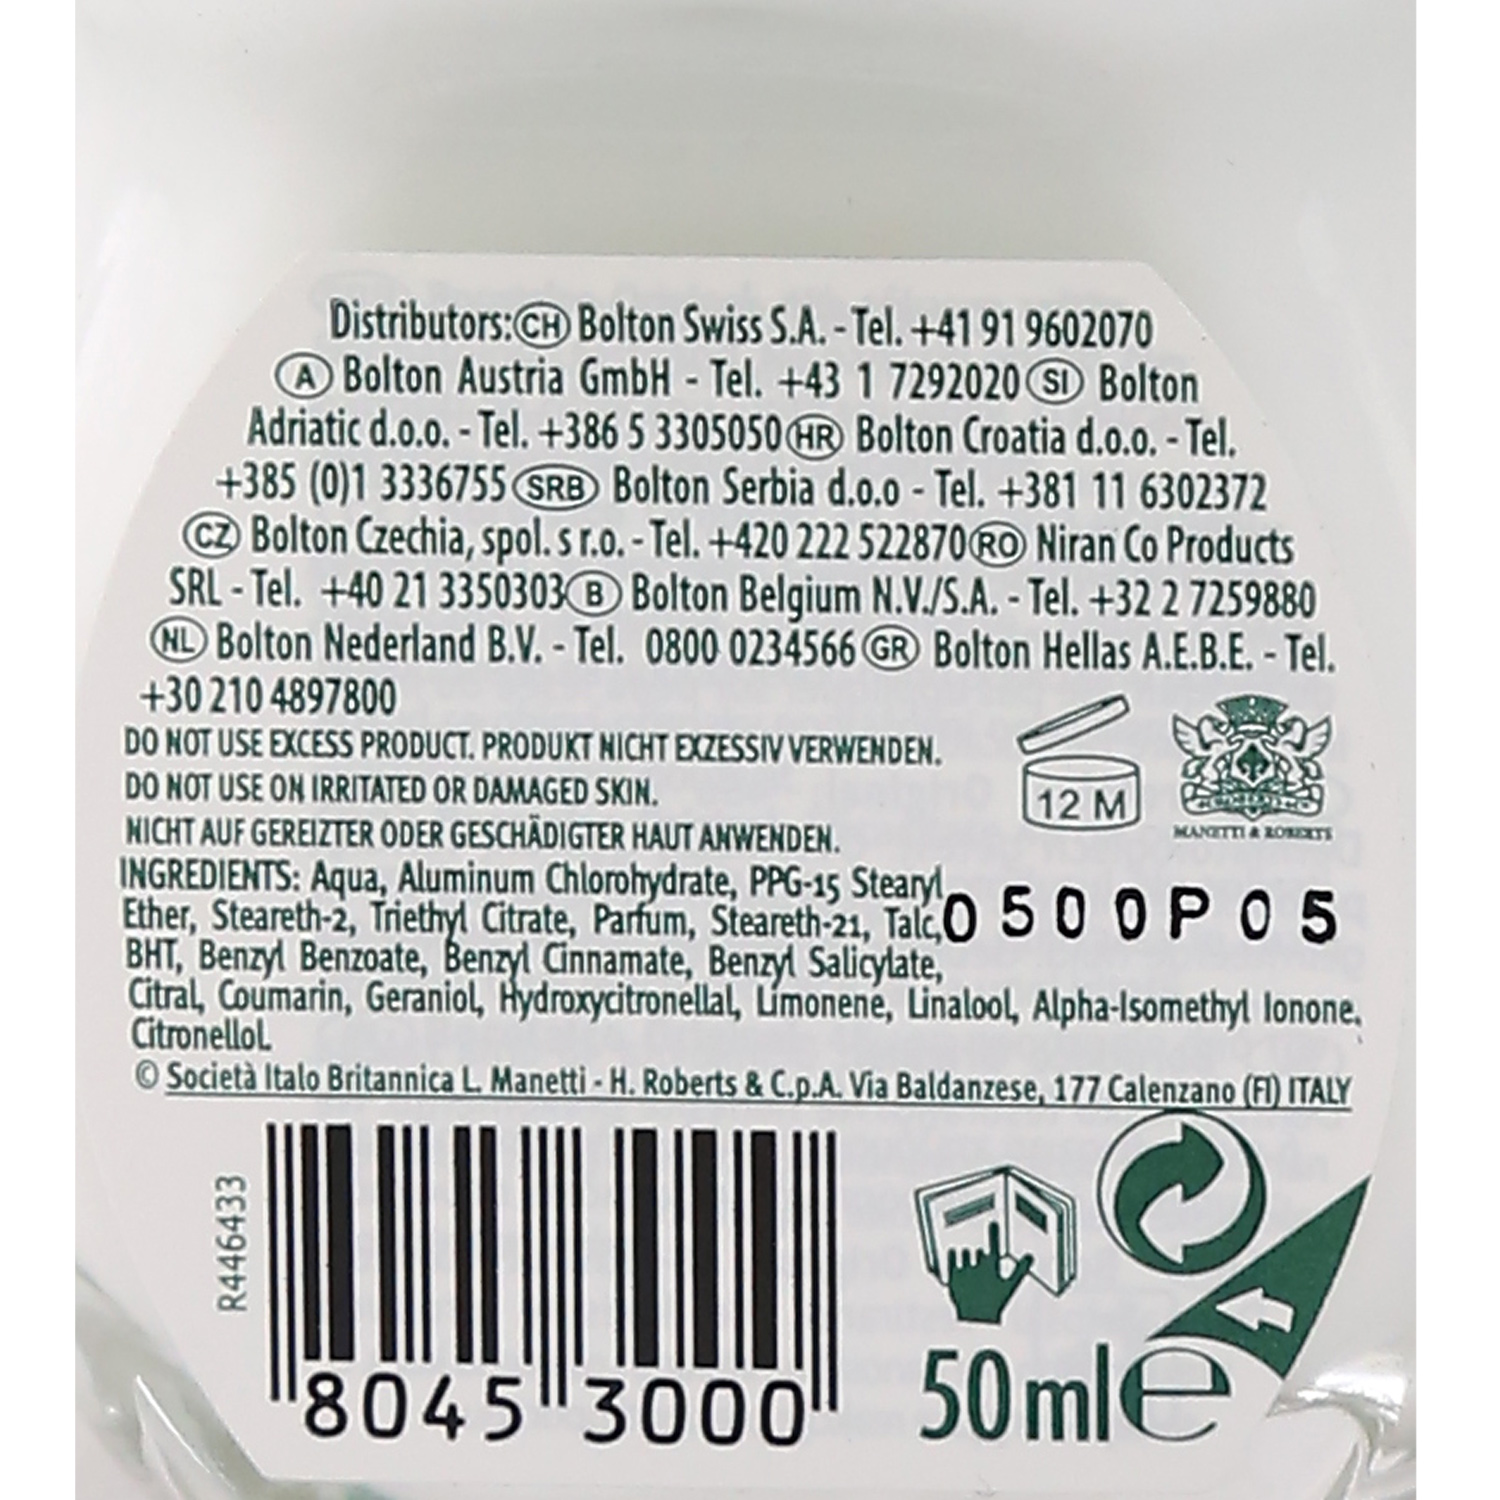 Distributors: CH Bolton Swiss S.A. - Tel. +41 91 9602070
A Bolton Austria GmbH - Tel. +43 1 7292020 SI Bolton
Adriatic d.o.o. - Tel. +386 5 3305050 HR Bolton Croatia d.o.o. - Tel.
+385 (0)1 3336755 SRB Bolton Serbia d.o.o - Tel. +381 11 6302372
CZ Bolton Czechia, spol. s r.o. - Tel. +420 222 522870 RO Niran Co Products
SRL - Tel. +40 21 3350303 B Bolton Belgium N.V./S.A. - Tel. +32 2 7259880
NL Bolton Nederland B.V. - Tel. 0800 0234566 GR Bolton Hellas A.E.B.E. - Tel.
+30 210 4897800
DO NOT USE EXCESS PRODUCT. PRODUKT NICHT EXZESSIV VERWENDEN.
DO NOT USE ON IRRITATED OR DAMAGED SKIN.
NICHT AUF GEREIZTER ODER GESCHÄDIGTER HAUT ANWENDEN.
12 M
MANETTI & ROBERTS
INGREDIENTS: Aqua, Aluminum Chlorohydrate, PPG-15 Stearyl
Ether, Steareth-2, Triethyl Citrate, Parfum, Steareth-21, Talc,
BHT, Benzyl Benzoate, Benzyl Cinnamate, Benzyl Salicylate,
Citral, Coumarin, Geraniol, Hydroxycitronellal, Limonene, Linalool, Alpha-Isomethyl Ionone,
Citronellol.
0500P05
© Società Italo Britannica L. Manetti - H. Roberts & C.p.A. Via Baldanzese, 177 Calenzano (FI) ITALY
R446433
8045 3000
50 ml e